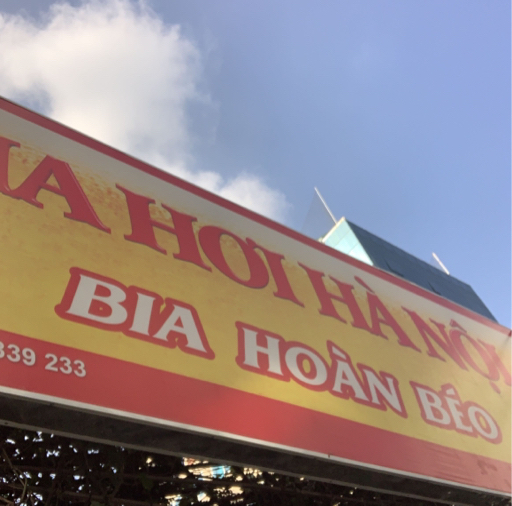 IA HƠI HÀ NỘI
BIA HOÀN BÉO
339 233